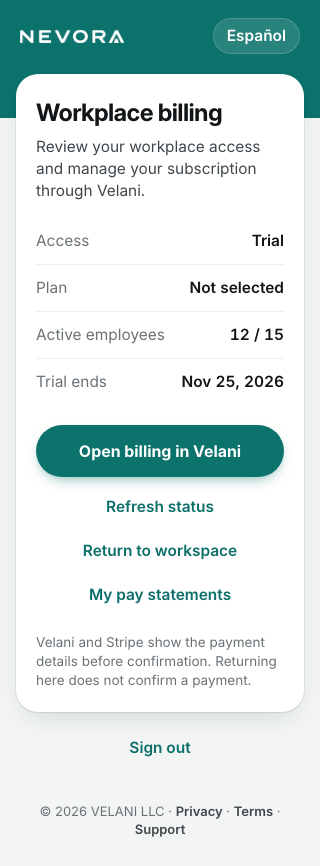 NEVORA
Español
Workplace billing
Review your workplace access
and manage your subscription
through Velani.
Access Trial
Plan Not selected
Active employees 12 / 15
Trial ends Nov 25, 2026
Open billing in Velani
Refresh status
Return to workspace
My pay statements
Velani and Stripe show the payment
details before confirmation. Returning
here does not confirm a payment.
Sign out
© 2026 VELANI LLC · Privacy · Terms ·
Support